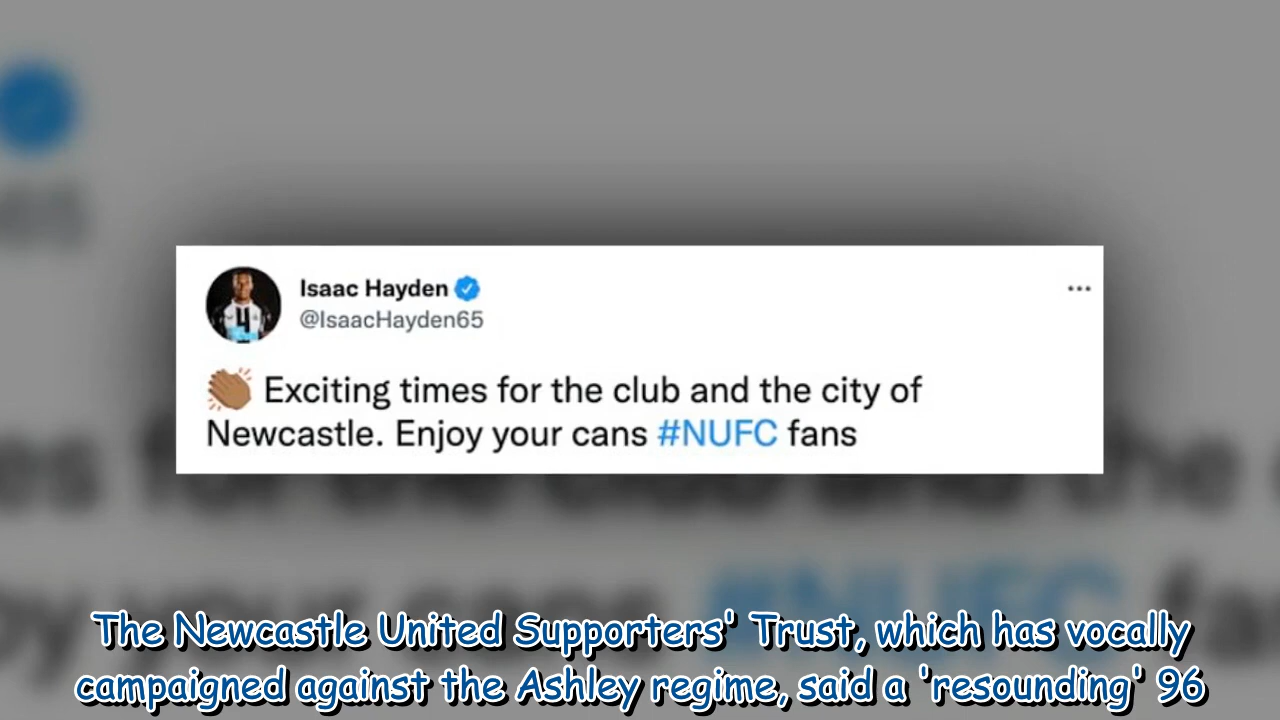 Isaac Hayden
@IsaacHayden65
👏🏽 Exciting times for the club and the city of
Newcastle. Enjoy your cans #NUFC fans
The Newcastle United Supporters' Trust, which has vocally
campaigned against the Ashley regime, said a 'resounding' 96